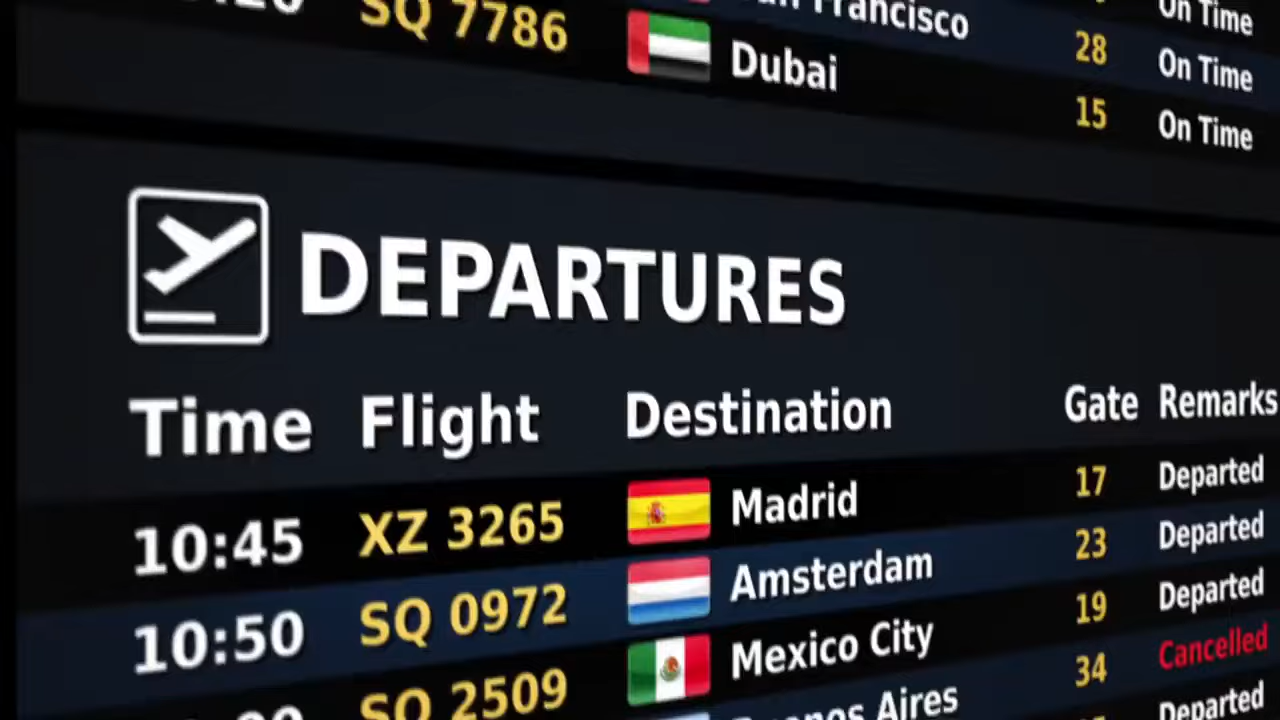 SQ 7786 Dubai 28 On Time
15 On Time
DEPARTURES
Time Flight Destination Gate Remarks
10:45 XZ 3265 Madrid 17 Departed
10:50 SQ 0972 Amsterdam 23 Departed
SQ 2509 Mexico City 19 Departed
34 Cancelled
Departed